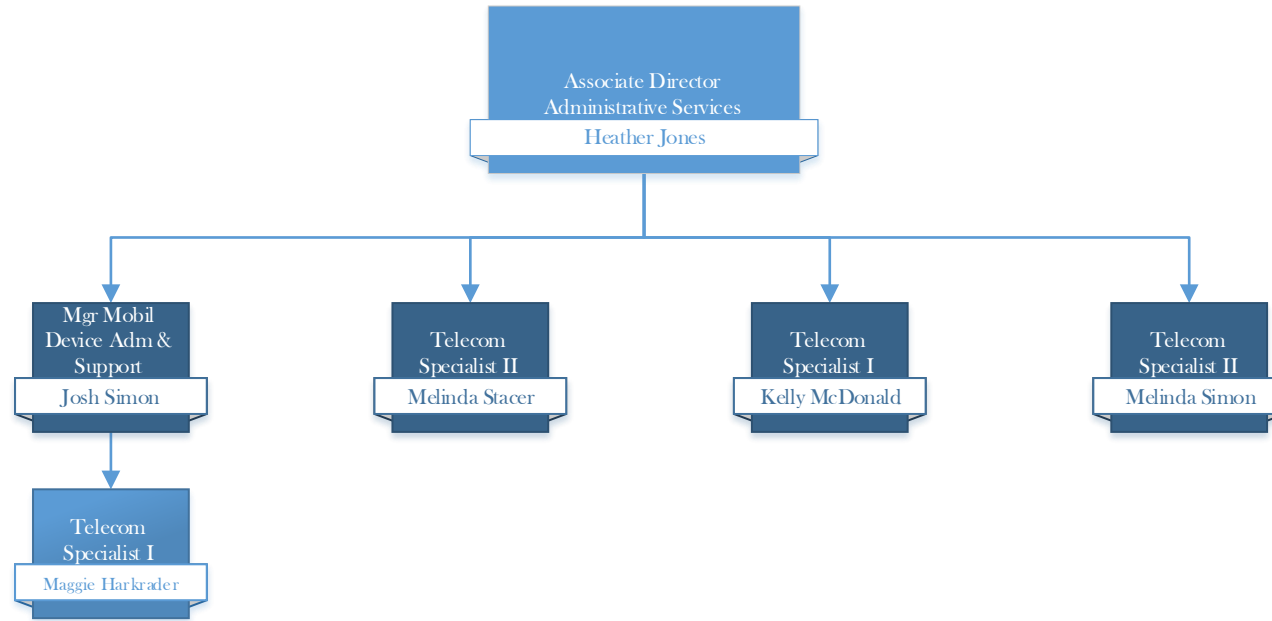 Associate Director
Administrative Services
Heather Jones
Mgr Mobil
Device Adm &
Support
Josh Simon
Telecom
Specialist II
Melinda Stacer
Telecom
Specialist I
Kelly McDonald
Telecom
Specialist II
Melinda Simon
Telecom
Specialist I
Maggie Harkrader